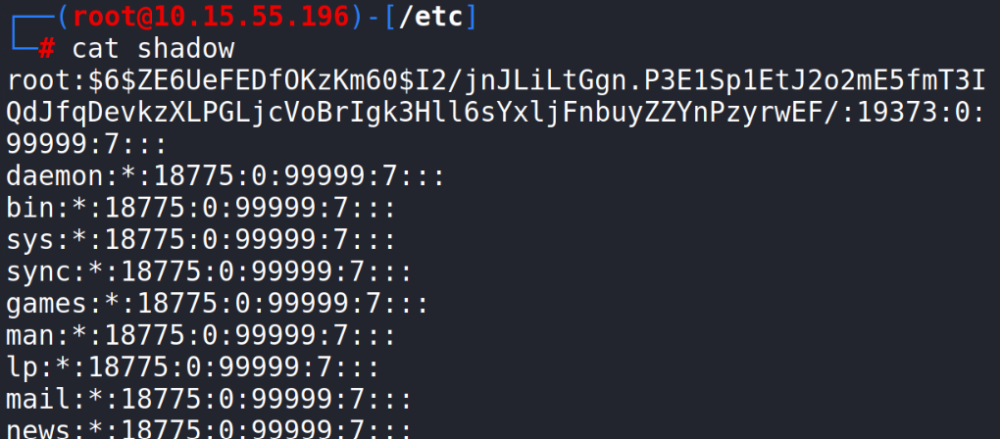 ┌──(root@10.15.55.196)-[/etc]
└─# cat shadow
root:$6$ZE6UeFEDfOKzKm60$I2/jnJLiLtGgn.P3E1Sp1EtJ2o2mE5fmT3I
QdJfqDevkzXLPGLjcVoBrIgk3Hll6sYxljFnbuyZZYnPzyrwEF/:19373:0:
99999:7:::
daemon:*:18775:0:99999:7:::
bin:*:18775:0:99999:7:::
sys:*:18775:0:99999:7:::
sync:*:18775:0:99999:7:::
games:*:18775:0:99999:7:::
man:*:18775:0:99999:7:::
lp:*:18775:0:99999:7:::
mail:*:18775:0:99999:7:::
news:*:18775:0:99999:7:::